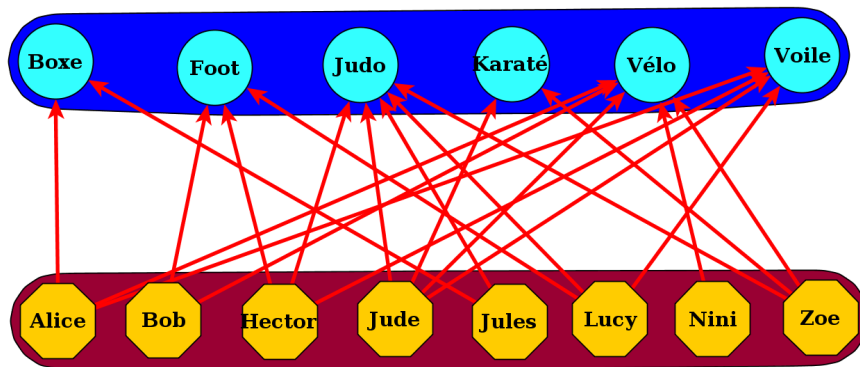 Boxe
Foot
Judo
Karaté
Vélo
Voile
Alice
Bob
Hector
Jude
Jules
Lucy
Nini
Zoe